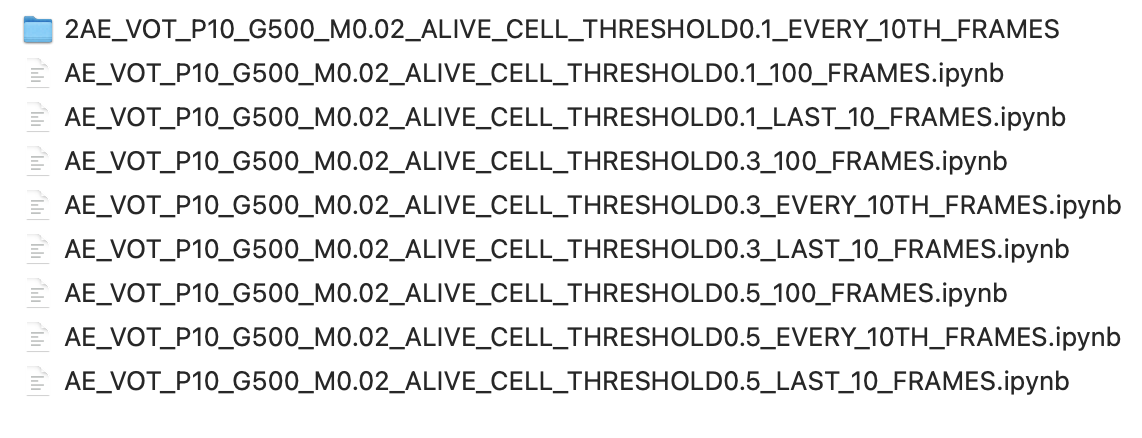 2AE_VOT_P10_G500_M0.02_ALIVE_CELL_THRESHOLD0.1_EVERY_10TH_FRAMES
AE_VOT_P10_G500_M0.02_ALIVE_CELL_THRESHOLD0.1_100_FRAMES.ipynb
AE_VOT_P10_G500_M0.02_ALIVE_CELL_THRESHOLD0.1_LAST_10_FRAMES.ipynb
AE_VOT_P10_G500_M0.02_ALIVE_CELL_THRESHOLD0.3_100_FRAMES.ipynb
AE_VOT_P10_G500_M0.02_ALIVE_CELL_THRESHOLD0.3_EVERY_10TH_FRAMES.ipynb
AE_VOT_P10_G500_M0.02_ALIVE_CELL_THRESHOLD0.3_LAST_10_FRAMES.ipynb
AE_VOT_P10_G500_M0.02_ALIVE_CELL_THRESHOLD0.5_100_FRAMES.ipynb
AE_VOT_P10_G500_M0.02_ALIVE_CELL_THRESHOLD0.5_EVERY_10TH_FRAMES.ipynb
AE_VOT_P10_G500_M0.02_ALIVE_CELL_THRESHOLD0.5_LAST_10_FRAMES.ipynb